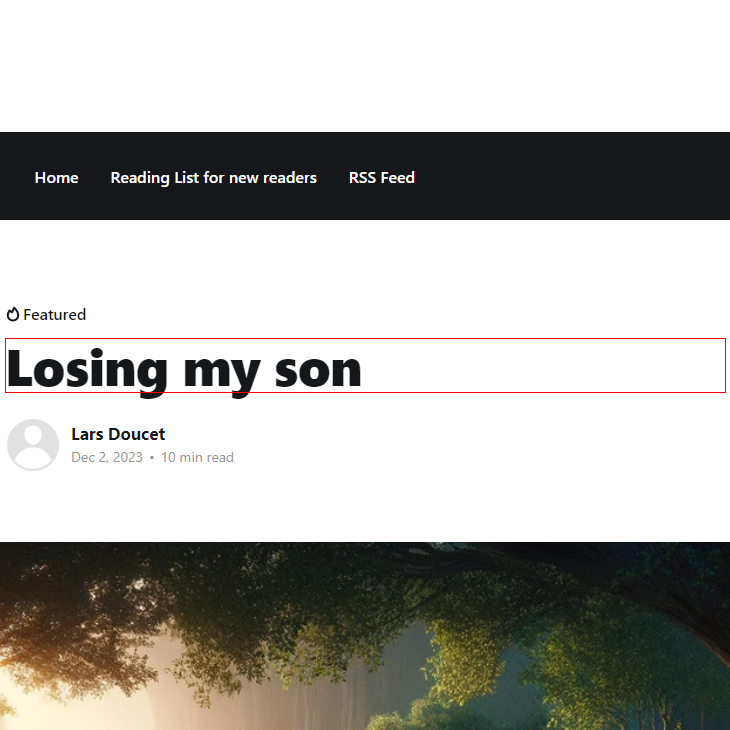 Home Reading List for new readers RSS Feed
Featured
Losing my son
Lars Doucet
Dec 2, 2023 • 10 min read